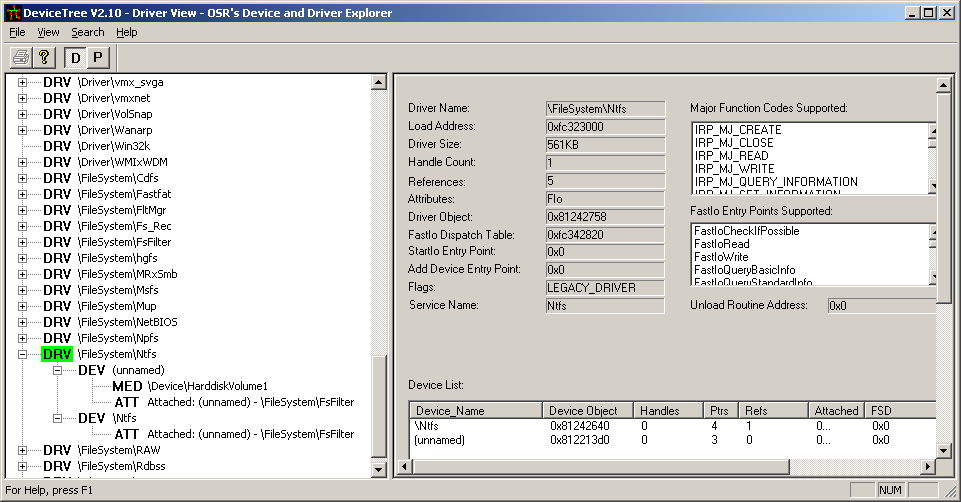 DeviceTree V2.10 - Driver View - OSR's Device and Driver Explorer
File View Search Help
D P
DRV \Driver\vmx_svga
DRV \Driver\vmxnet
DRV \Driver\VolSnap
DRV \Driver\Wanarp
DRV \Driver\Win32k
DRV \Driver\WMIxWDM
DRV \FileSystem\Cdfs
DRV \FileSystem\Fastfat
DRV \FileSystem\FltMgr
DRV \FileSystem\Fs_Rec
DRV \FileSystem\FsFilter
DRV \FileSystem\hgfs
DRV \FileSystem\MRxSmb
DRV \FileSystem\Msfs
DRV \FileSystem\Mup
DRV \FileSystem\NetBIOS
DRV \FileSystem\Npfs
DRV \FileSystem\Ntfs
DEV (unnamed)
MED \Device\HarddiskVolume1
ATT Attached: (unnamed) - \FileSystem\FsFilter
DEV \Ntfs
ATT Attached: (unnamed) - \FileSystem\FsFilter
DRV \FileSystem\RAW
DRV \FileSystem\Rdbss
Driver Name: \FileSystem\Ntfs
Load Address: 0xfc323000
Driver Size: 561KB
Handle Count: 1
References: 5
Attributes: FIo
Driver Object: 0x81242758
FastIo Dispatch Table: 0xfc342820
StartIo Entry Point: 0x0
Add Device Entry Point: 0x0
Flags: LEGACY_DRIVER
Service Name: Ntfs
Major Function Codes Supported:
IRP_MJ_CREATE
IRP_MJ_CLOSE
IRP_MJ_READ
IRP_MJ_WRITE
IRP_MJ_QUERY_INFORMATION
IRP_MJ_SET_INFORMATION
FastIo Entry Points Supported:
FastIoCheckIfPossible
FastIoRead
FastIoWrite
FastIoQueryBasicInfo
FastIoQueryStandardInfo
Unload Routine Address: 0x0
Device List:
Device_Name Device Object Handles Ptrs Refs Attached FSD
\Ntfs 0x81242640 0 4 1 0... 0x0
(unnamed) 0x812213d0 0 3 0 0... 0x0
For Help, press F1 NUM